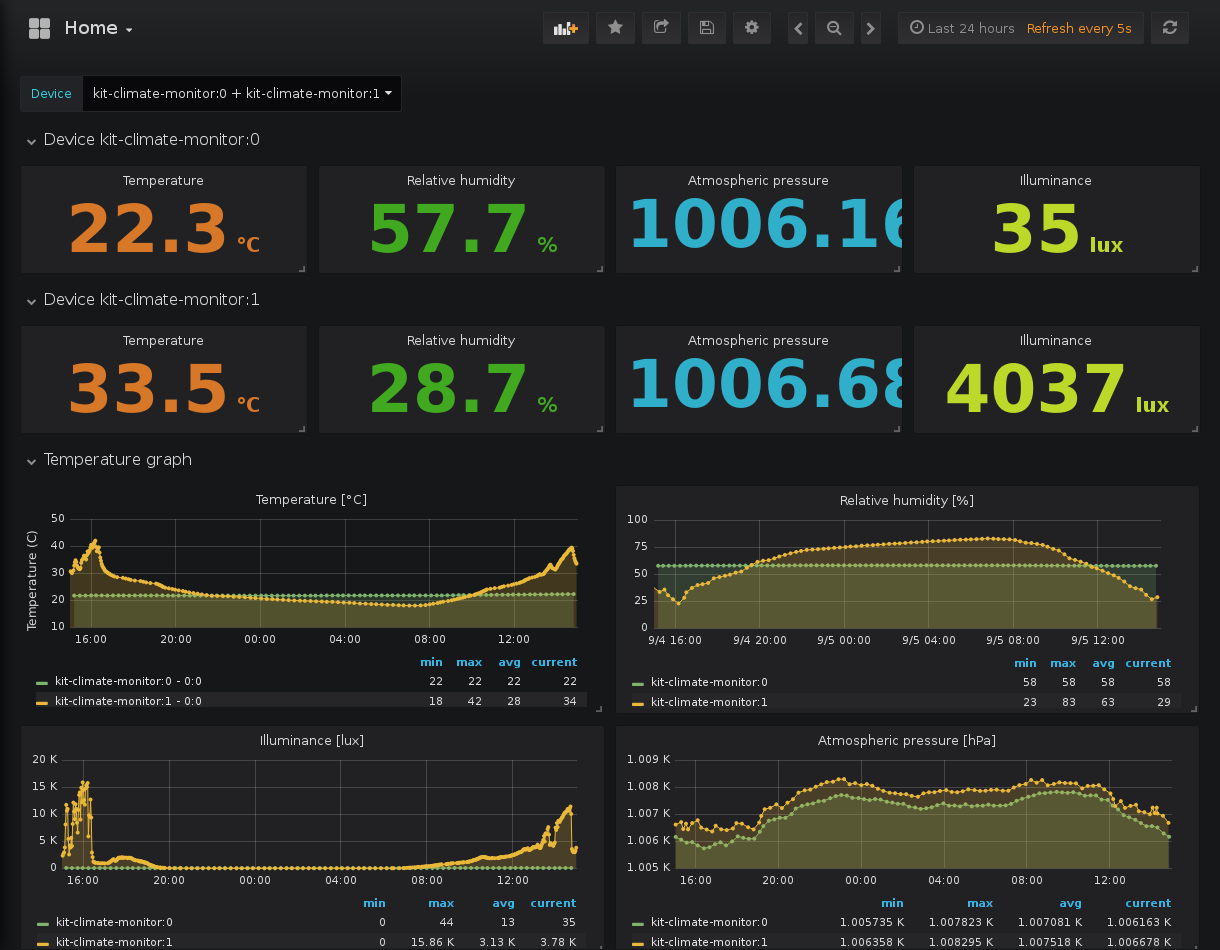 Home
Last 24 hours Refresh every 5s
Device kit-climate-monitor:0 + kit-climate-monitor:1
Device kit-climate-monitor:0
Temperature Relative humidity Atmospheric pressure Illuminance
22.3 °C 57.7 % 1006.16 35 lux
Device kit-climate-monitor:1
Temperature Relative humidity Atmospheric pressure Illuminance
33.5 °C 28.7 % 1006.68 4037 lux
Temperature graph
Temperature [°C]
Temperature (C)
50
40
30
20
10
16:00 20:00 00:00 04:00 08:00 12:00
min max avg current
kit-climate-monitor:0 - 0:0 22 22 22 22
kit-climate-monitor:1 - 0:0 18 42 28 34
Relative humidity [%]
100
75
50
25
0
9/4 16:00 9/4 20:00 9/5 00:00 9/5 04:00 9/5 08:00 9/5 12:00
min max avg current
kit-climate-monitor:0 58 58 58 58
kit-climate-monitor:1 23 83 63 29
Illuminance [lux]
20 K
15 K
10 K
5 K
0
16:00 20:00 00:00 04:00 08:00 12:00
min max avg current
kit-climate-monitor:0 0 44 13 35
kit-climate-monitor:1 0 15.86 K 3.13 K 3.78 K
Atmospheric pressure [hPa]
1.009 K
1.008 K
1.007 K
1.006 K
1.005 K
16:00 20:00 00:00 04:00 08:00 12:00
min max avg current
kit-climate-monitor:0 1.005735 K 1.007823 K 1.007081 K 1.006163 K
kit-climate-monitor:1 1.006358 K 1.008295 K 1.007518 K 1.006678 K